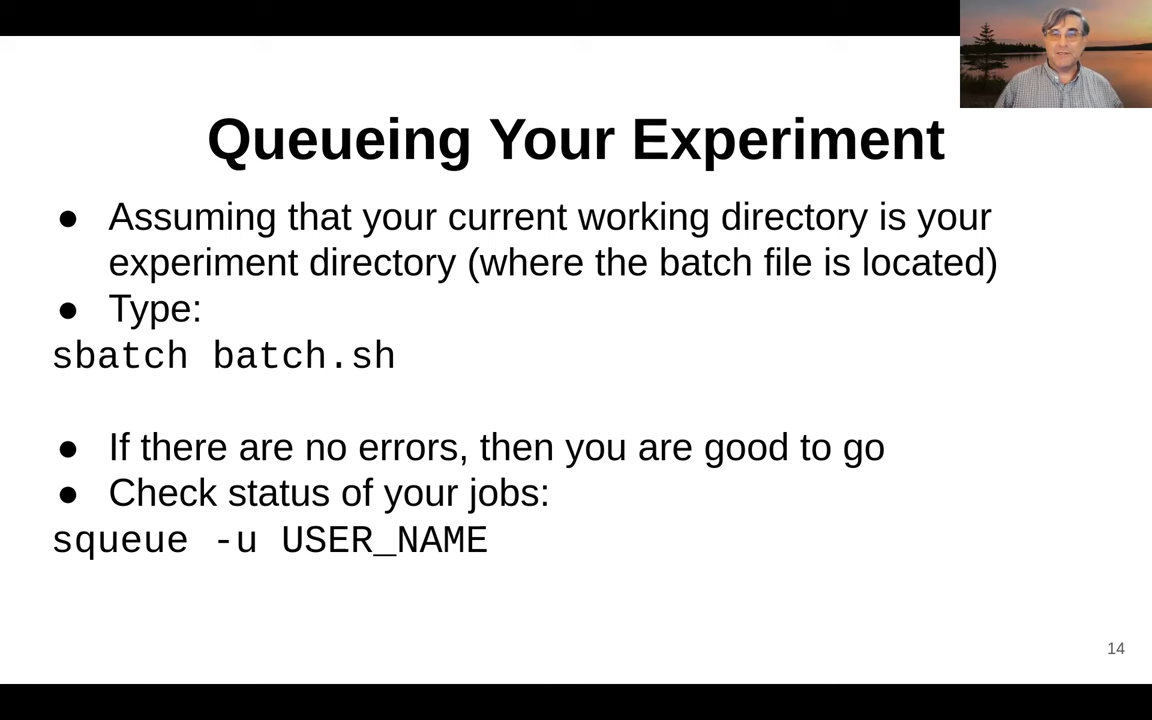 Queueing Your Experiment
● Assuming that your current working directory is your
experiment directory (where the batch file is located)
● Type:
sbatch batch.sh
● If there are no errors, then you are good to go
● Check status of your jobs:
squeue -u USER_NAME
14